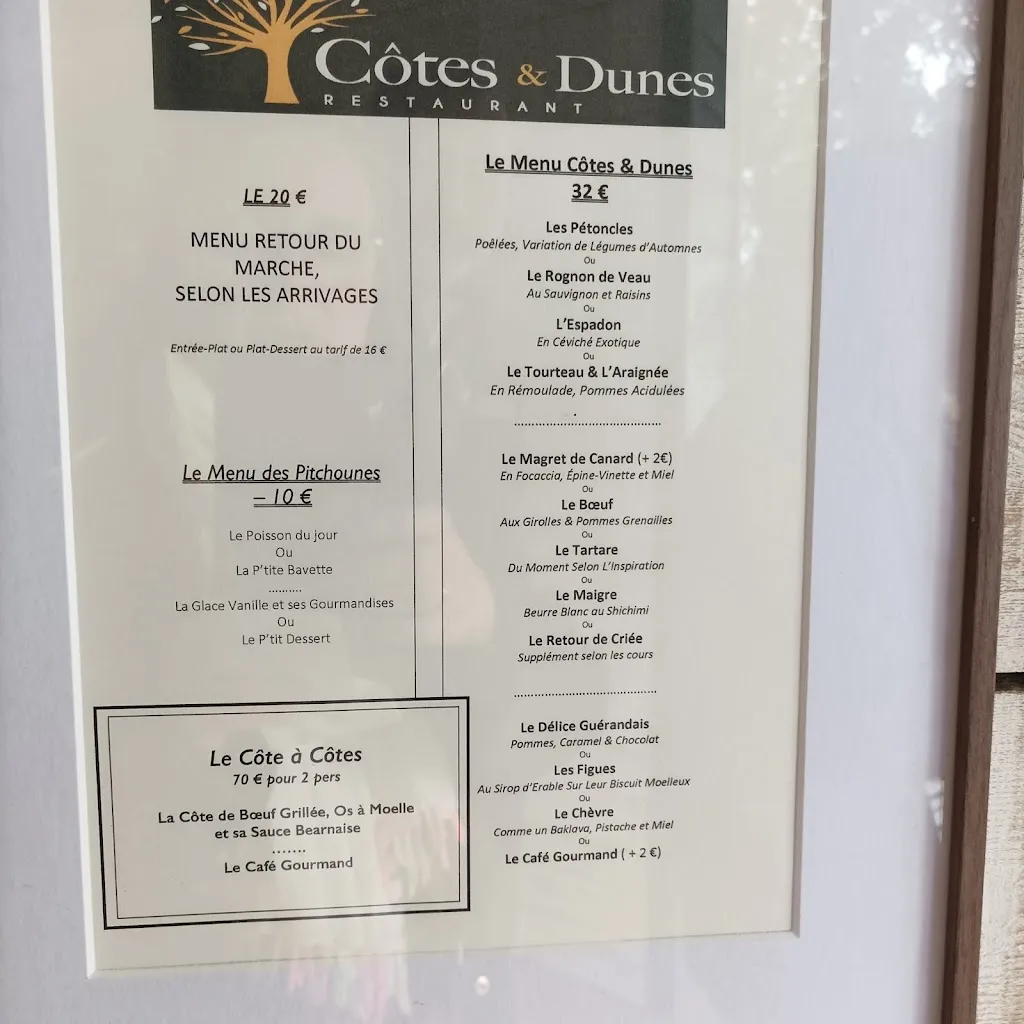 Côtes & Dunes
RESTAURANT
LE 20 €
MENU RETOUR DU
MARCHE,
SELON LES ARRIVAGES
Entrée-Plat ou Plat-Dessert au tarif de 16 €
Le Menu des Pitchounes
– 10 €
Le Poisson du jour
Ou
La P'tite Bavette
..........
La Glace Vanille et ses Gourmandises
Ou
Le P'tit Dessert
Le Côte à Côtes
70 € pour 2 pers
La Côte de Bœuf Grillée, Os à Moelle
et sa Sauce Bearnaise
.......
Le Café Gourmand
Le Menu Côtes & Dunes
32 €
Les Pétoncles
Poêlées, Variation de Légumes d'Automnes
Ou
Le Rognon de Veau
Au Sauvignon et Raisins
Ou
L'Espadon
En Céviché Exotique
Ou
Le Tourteau & L'Araignée
En Rémoulade, Pommes Acidulées
.
..........................................
Le Magret de Canard (+ 2€)
En Focaccia, Épine-Vinette et Miel
Ou
Le Bœuf
Aux Girolles & Pommes Grenailles
Ou
Le Tartare
Du Moment Selon L'Inspiration
Ou
Le Maigre
Beurre Blanc au Shichimi
Ou
Le Retour de Criée
Supplément selon les cours
..........................................
Le Délice Guérandais
Pommes, Caramel & Chocolat
Ou
Les Figues
Au Sirop d'Erable Sur Leur Biscuit Moelleux
Ou
Le Chèvre
Comme un Baklava, Pistache et Miel
Ou
Le Café Gourmand ( + 2 €)